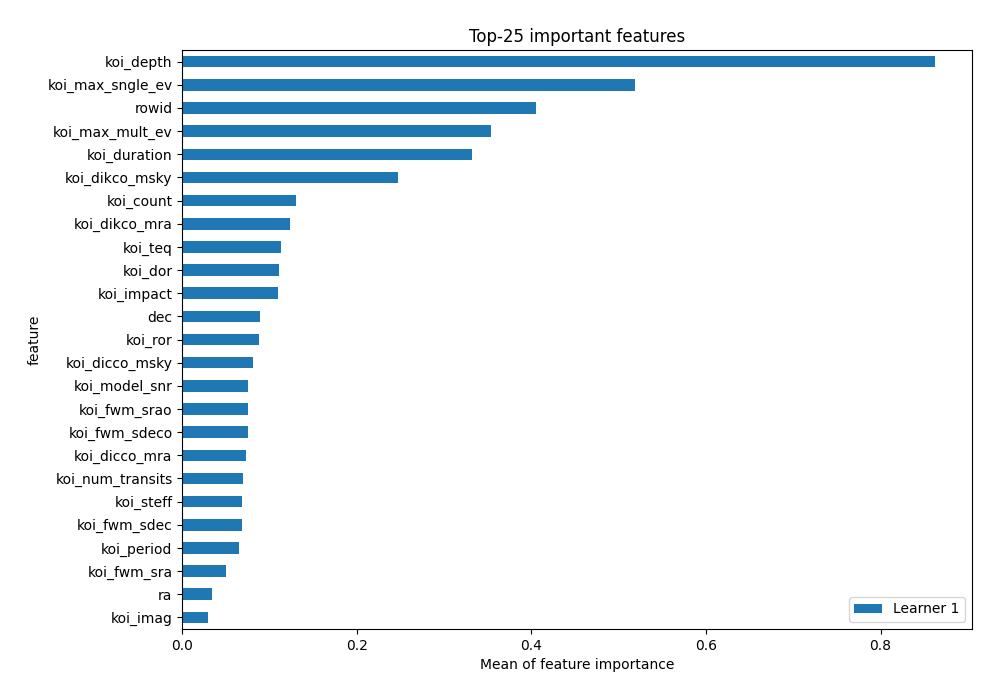 Top-25 important features
koi_depth
koi_max_sngle_ev
rowid
koi_max_mult_ev
koi_duration
koi_dikco_msky
koi_count
koi_dikco_mra
koi_teq
koi_dor
koi_impact
dec
koi_ror
koi_dicco_msky
koi_model_snr
koi_fwm_srao
koi_fwm_sdeco
koi_dicco_mra
koi_num_transits
koi_steff
koi_fwm_sdec
koi_period
koi_fwm_sra
ra
koi_imag
feature
Learner 1
0.0 0.2 0.4 0.6 0.8
Mean of feature importance